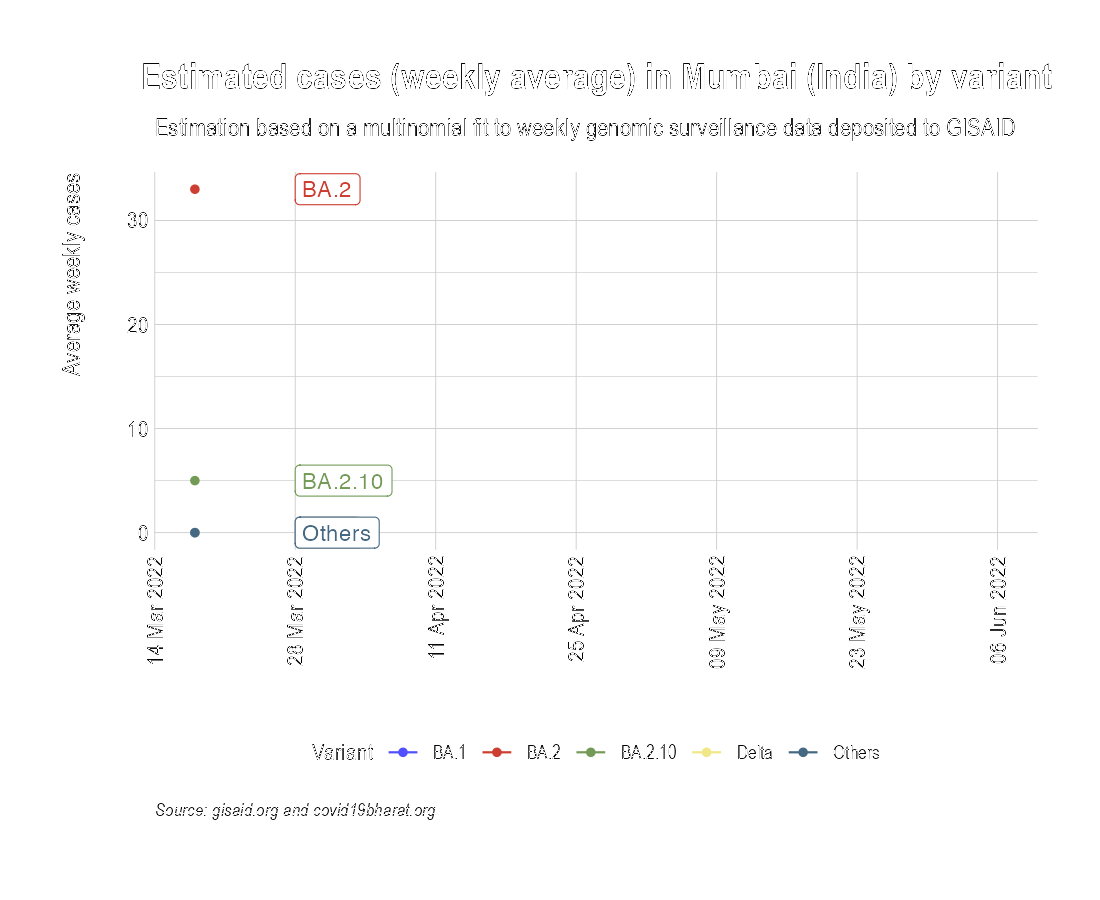 Estimated cases (weekly average) in Mumbai (India) by variant
Estimation based on a multinomial fit to weekly genomic surveillance data deposited to GISAID
Average weekly cases
30
20
10
0
BA.2
BA.2.10
Others
14 Mar 2022
28 Mar 2022
11 Apr 2022
25 Apr 2022
09 May 2022
23 May 2022
06 Jun 2022
Variant BA.1 BA.2 BA.2.10 Delta Others
Source: gisaid.org and covid19bharat.org